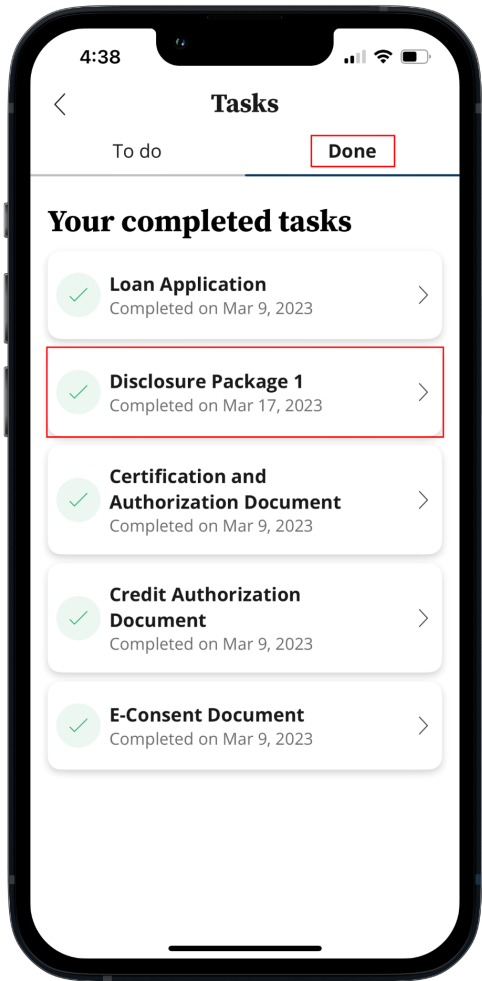 4:38
Tasks
To do
Done
Your completed tasks
Loan Application
Completed on Mar 9, 2023
Disclosure Package 1
Completed on Mar 17, 2023
Certification and
Authorization Document
Completed on Mar 9, 2023
Credit Authorization
Document
Completed on Mar 9, 2023
E-Consent Document
Completed on Mar 9, 2023